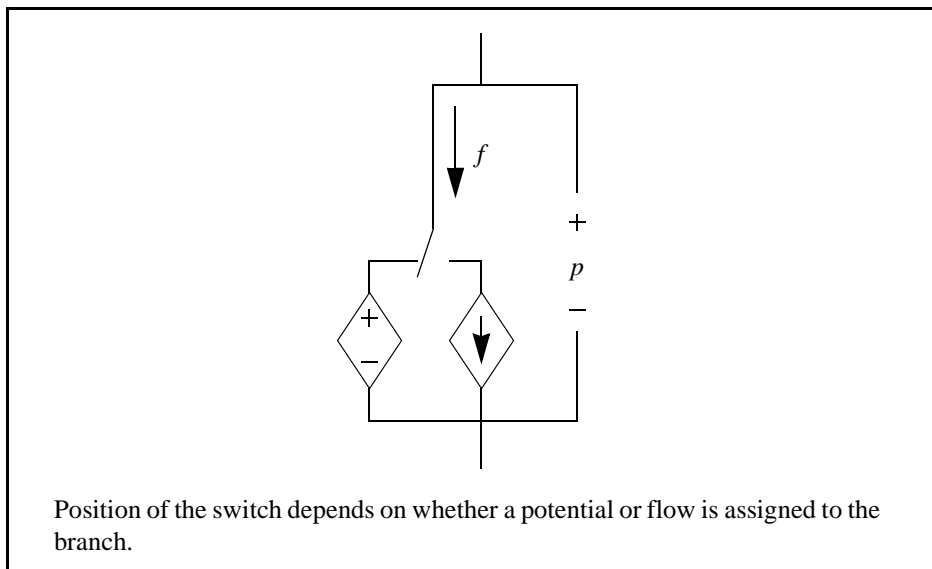 f
+
p
−
+
−
Position of the switch depends on whether a potential or flow is assigned to the
branch.